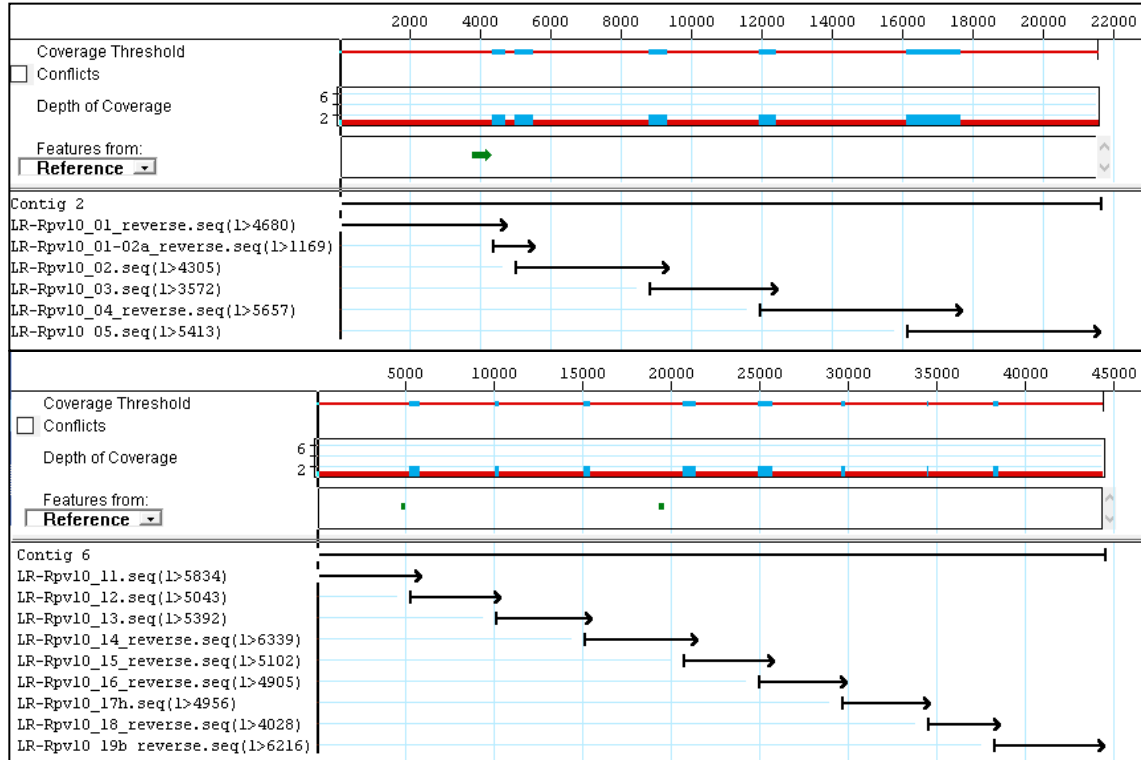 2000 4000 6000 8000 10000 12000 14000 16000 18000 20000 22000
Coverage Threshold
Conflicts
Depth of Coverage
6
2
Features from:
Reference
Contig 2
LR-Rpv10_01_reverse.seq(1>4680)
LR-Rpv10_01-02a_reverse.seq(1>1169)
LR-Rpv10_02.seq(1>4305)
LR-Rpv10_03.seq(1>3572)
LR-Rpv10_04_reverse.seq(1>5657)
LR-Rpv10 05.seq(1>5413)
5000 10000 15000 20000 25000 30000 35000 40000 45000
Coverage Threshold
Conflicts
Depth of Coverage
6
2
Features from:
Reference
Contig 6
LR-Rpv10_11.seq(1>5834)
LR-Rpv10_12.seq(1>5043)
LR-Rpv10_13.seq(1>5392)
LR-Rpv10_14_reverse.seq(1>6339)
LR-Rpv10_15_reverse.seq(1>5102)
LR-Rpv10_16_reverse.seq(1>4905)
LR-Rpv10_17h.seq(1>4956)
LR-Rpv10_18_reverse.seq(1>4028)
LR-Rpv10 19b reverse.seq(1>6216)